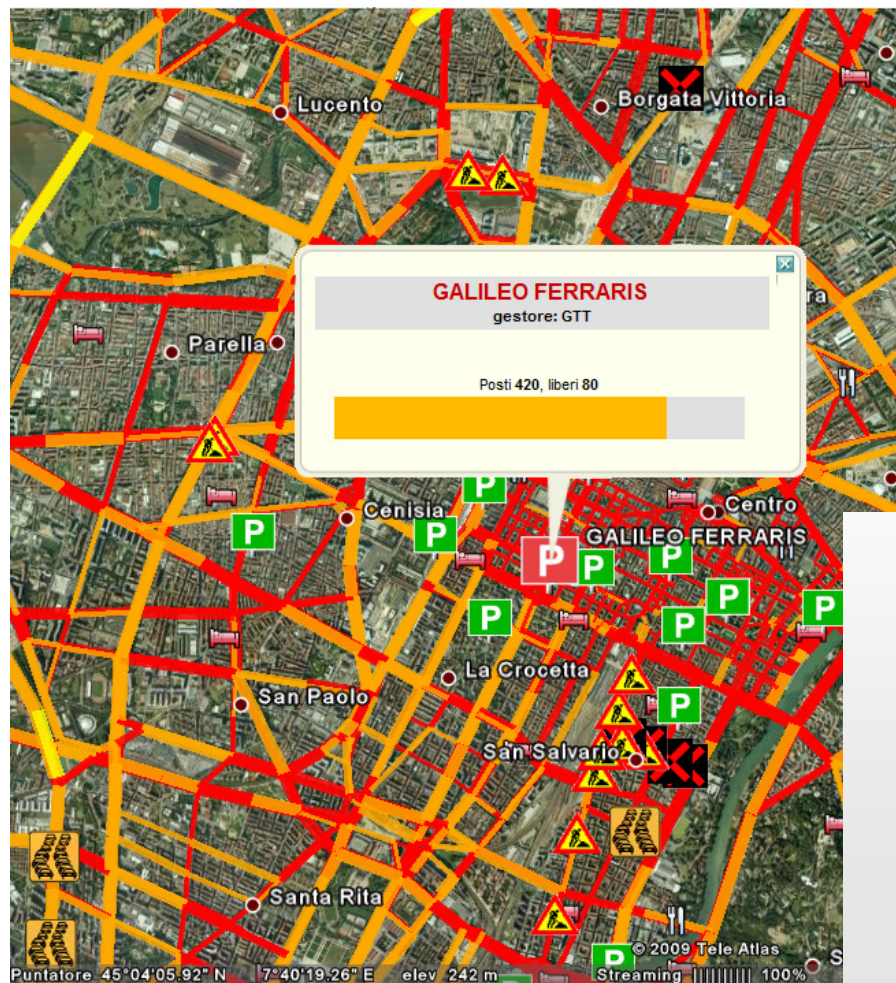 Lucento
Borgata Vittoria
GALILEO FERRARIS
gestore: GTT
Posti 420, liberi 80
Parella
Cenisia
Centro
GALILEO FERRARIS
P
P
P
P
P
P
P
P
P
P
La Crocetta
San Paolo
P
San Salvario
Santa Rita
P
© 2009 Tele Atlas
Puntatore 45°04'05.92" N 7°40'19.26" E elev 242 m Streaming ||||||||| 100%